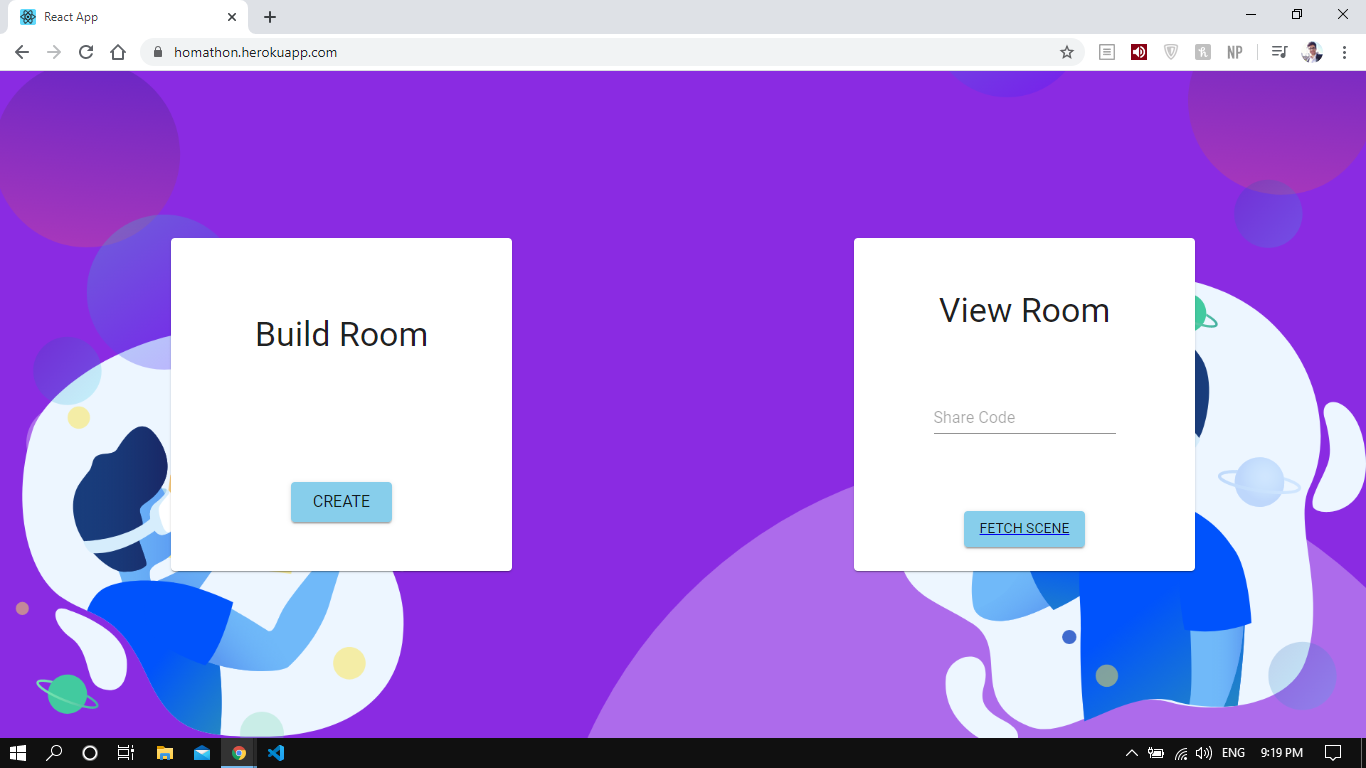 React App
homathon.herokuapp.com
NP
Build Room
CREATE
View Room
Share Code
FETCH SCENE
ENG
9:19 PM